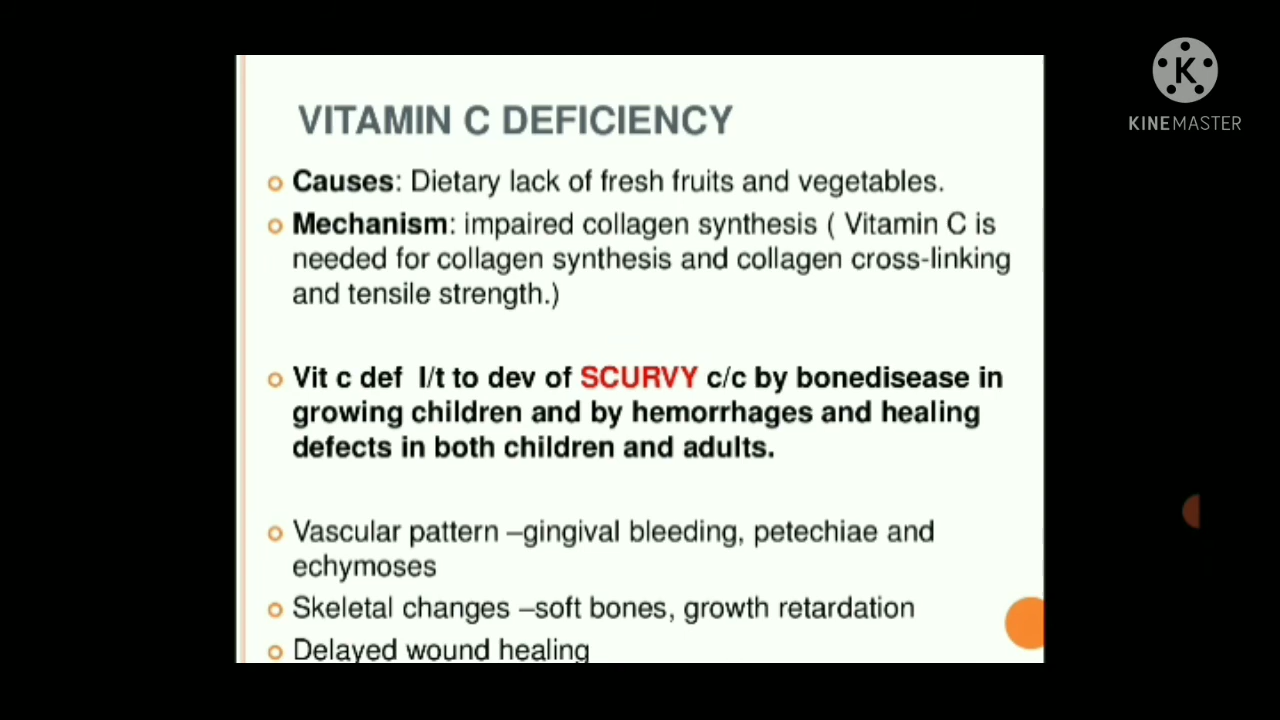 VITAMIN C DEFICIENCY
Causes: Dietary lack of fresh fruits and vegetables.
Mechanism: impaired collagen synthesis ( Vitamin C is
needed for collagen synthesis and collagen cross-linking
and tensile strength.)
Vit c def l/t to dev of SCURVY c/c by bonedisease in
growing children and by hemorrhages and healing
defects in both children and adults.
Vascular pattern –gingival bleeding, petechiae and
echymoses
Skeletal changes –soft bones, growth retardation
Delayed wound healing
K
KINEMASTER